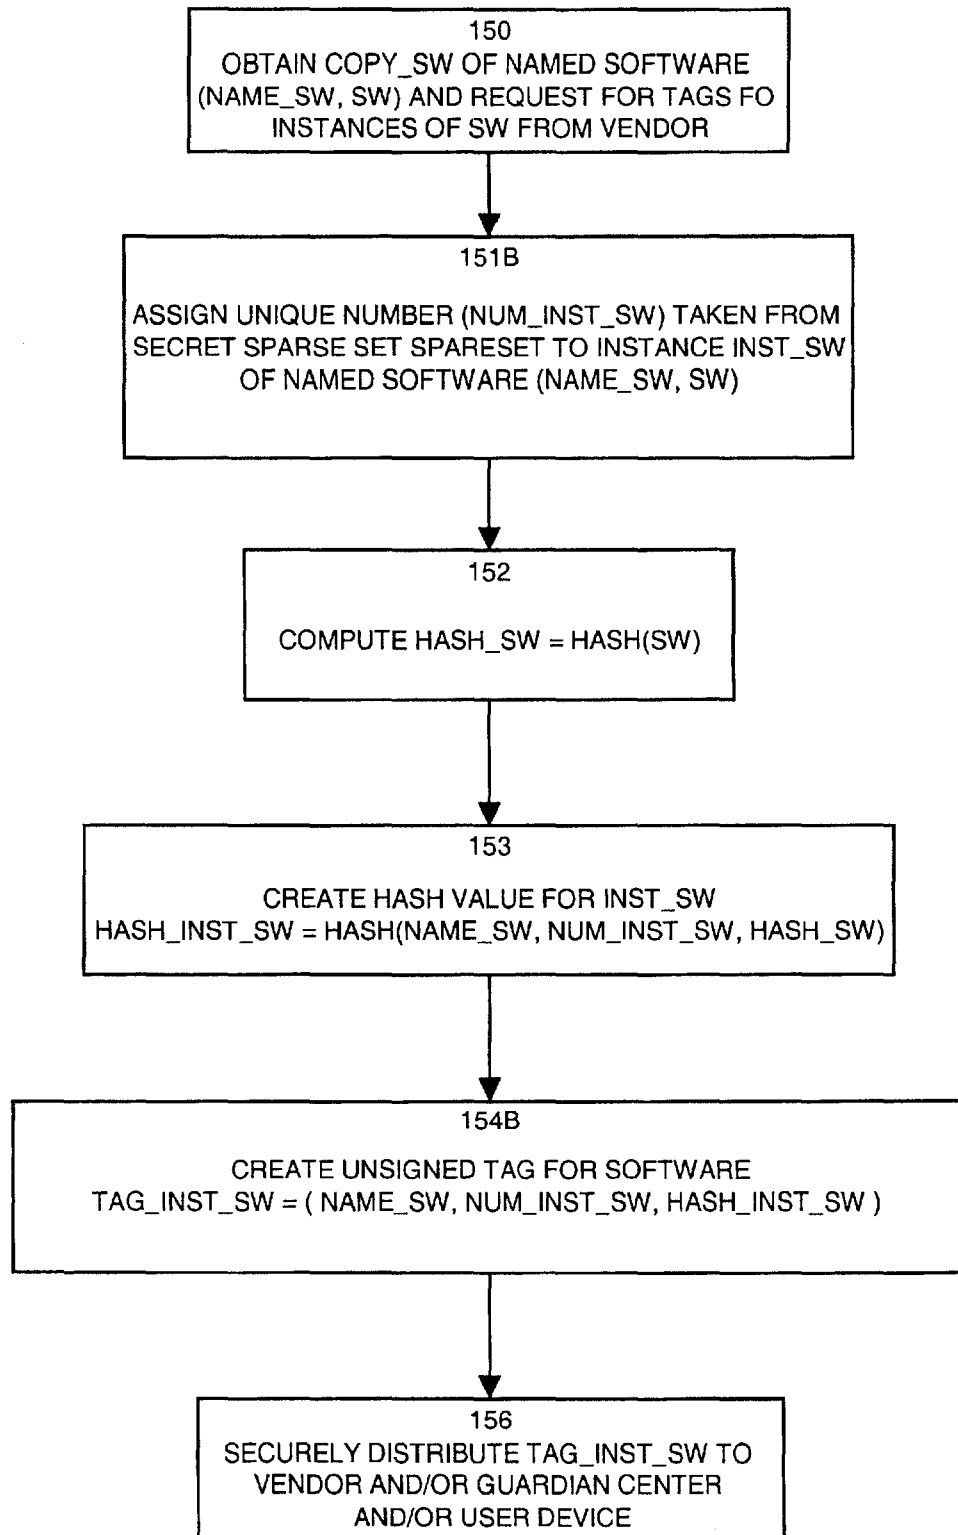 150
OBTAIN COPY_SW OF NAMED SOFTWARE
(NAME_SW, SW) AND REQUEST FOR TAGS FO
INSTANCES OF SW FROM VENDOR
151B
ASSIGN UNIQUE NUMBER (NUM_INST_SW) TAKEN FROM
SECRET SPARSE SET SPARESET TO INSTANCE INST_SW
OF NAMED SOFTWARE (NAME_SW, SW)
152
COMPUTE HASH_SW = HASH(SW)
153
CREATE HASH VALUE FOR INST_SW
HASH_INST_SW = HASH(NAME_SW, NUM_INST_SW, HASH_SW)
154B
CREATE UNSIGNED TAG FOR SOFTWARE
TAG_INST_SW = ( NAME_SW, NUM_INST_SW, HASH_INST_SW )
156
SECURELY DISTRIBUTE TAG_INST_SW TO
VENDOR AND/OR GUARDIAN CENTER
AND/OR USER DEVICE